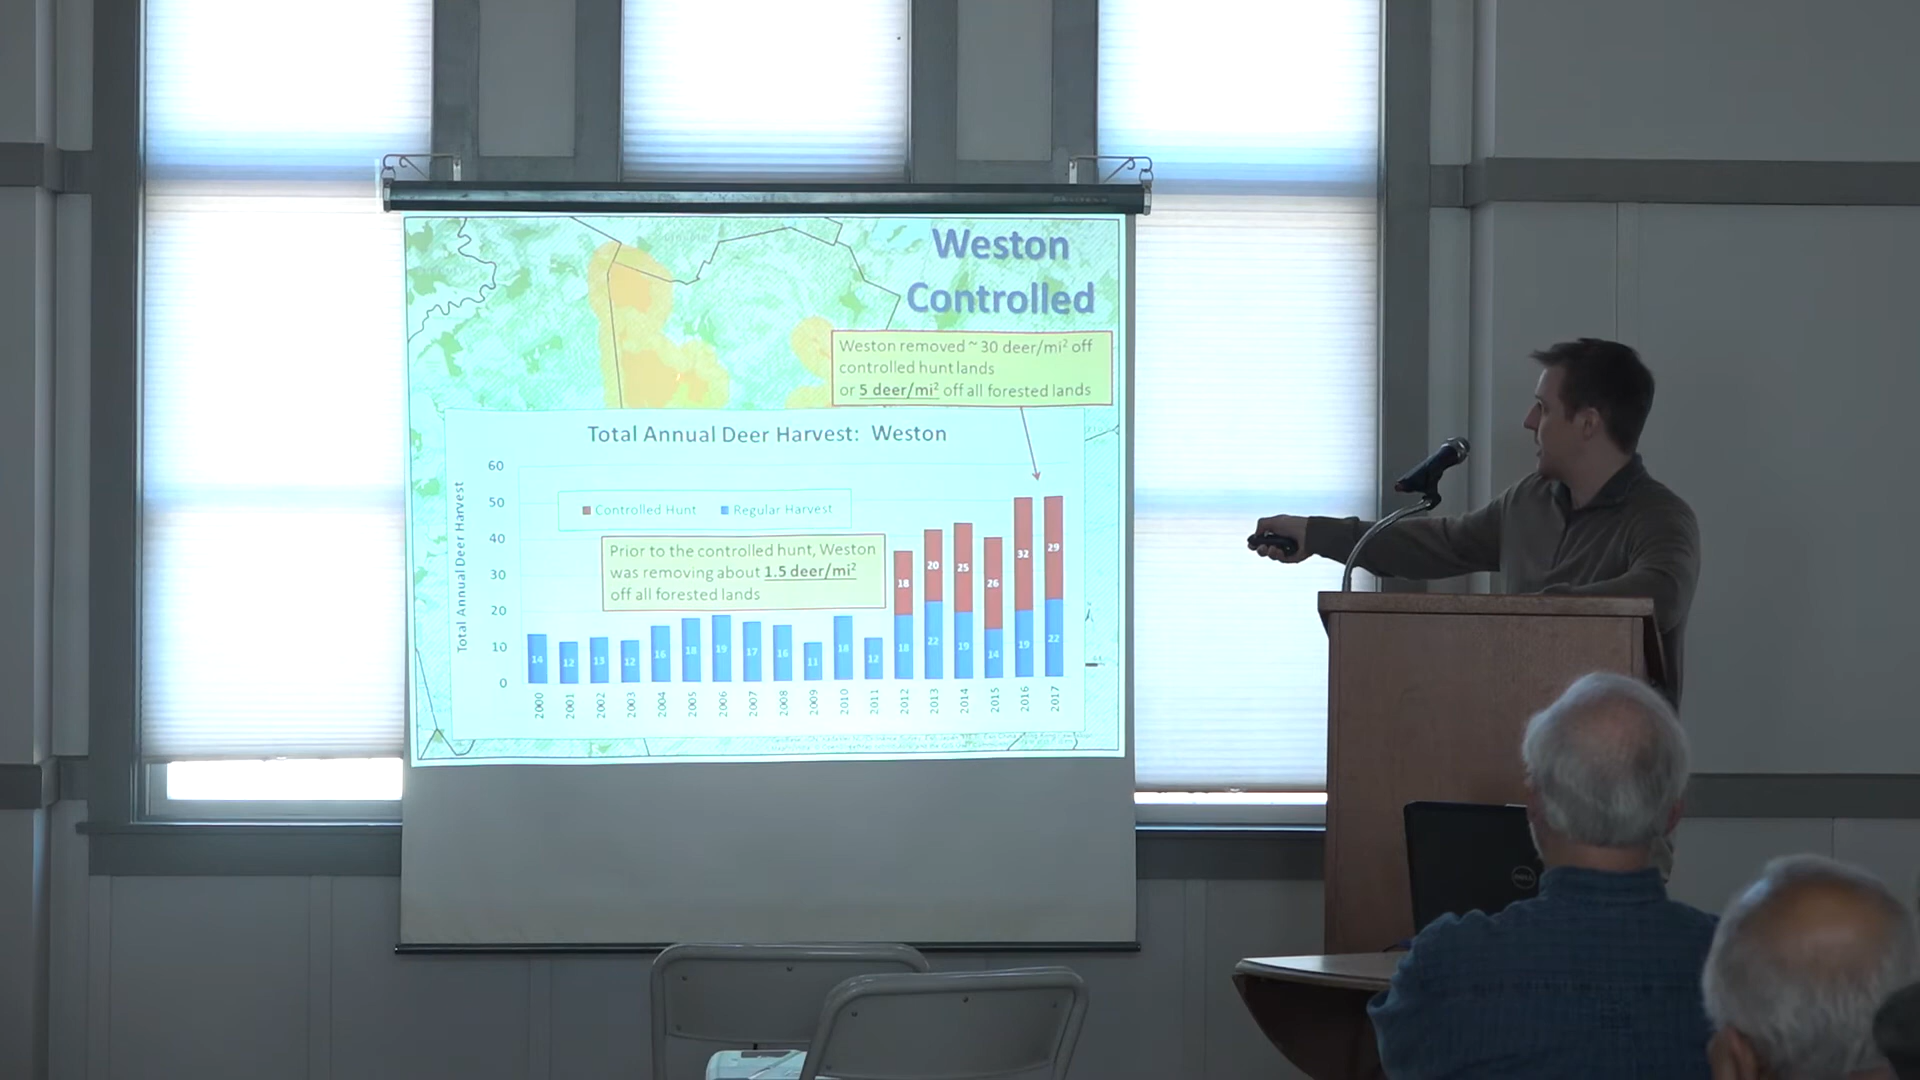 Weston
Controlled
Weston removed ~ 30 deer/mi² off
controlled hunt lands
or 5 deer/mi² off all forested lands
Total Annual Deer Harvest: Weston
Total Annual Deer Harvest
60
50
40
30
20
10
0
Controlled Hunt
Regular Harvest
Prior to the controlled hunt, Weston
was removing about 1.5 deer/mi²
off all forested lands
18 20 25 26 32 29
14 12 13 12 16 18 19 17 16 11 18 12 18 22 19 14 19 22
2000 2001 2002 2003 2004 2005 2006 2007 2008 2009 2010 2011 2012 2013 2014 2015 2016 2017
DELL